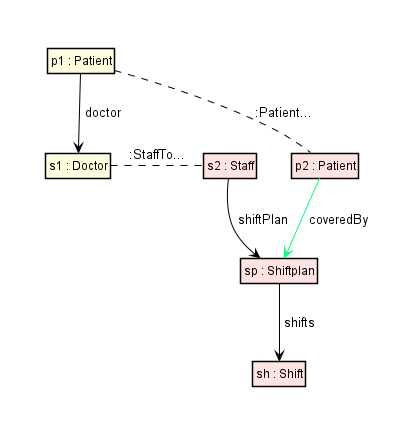 p1 : Patient
doctor
:Patient...
s1 : Doctor
:StaffTo...
s2 : Staff
p2 : Patient
shiftPlan
coveredBy
sp : Shiftplan
shifts
sh : Shift